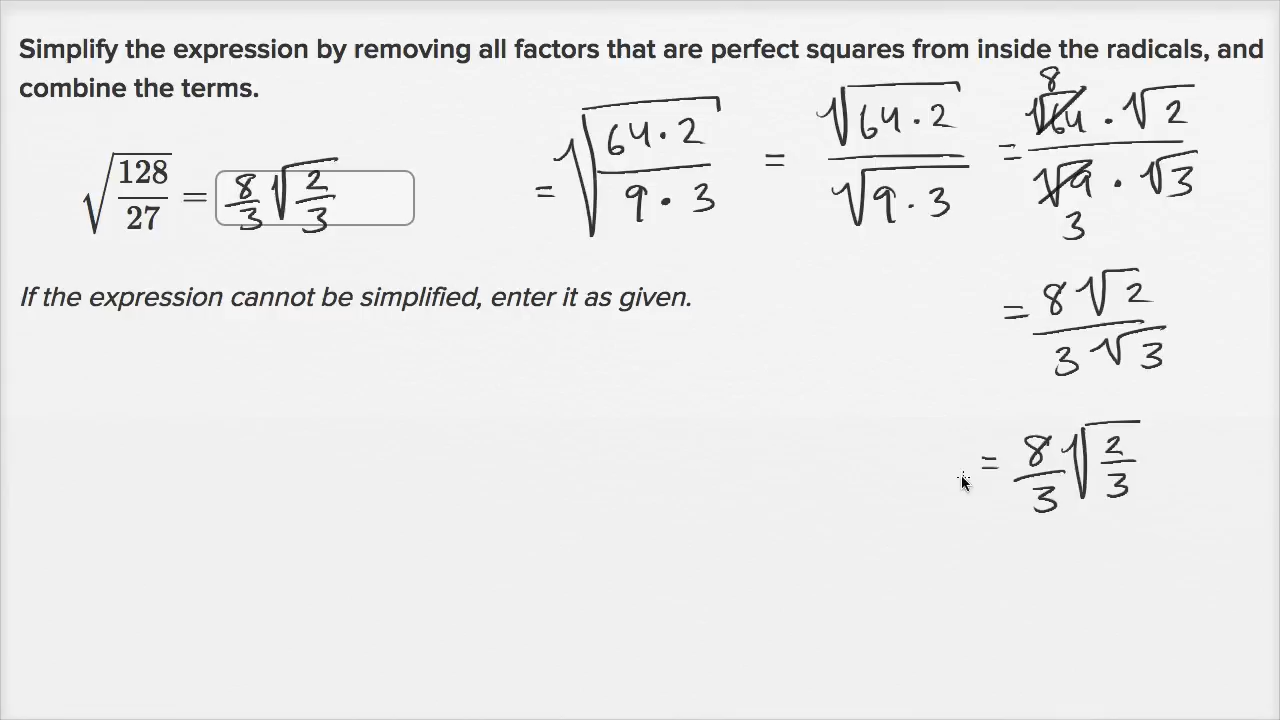 Simplify the expression by removing all factors that are perfect squares from inside the radicals, and
combine the terms.
√(128/27) = 8/3 √(2/3)
= √((64·2)/(9·3)) = √(64·2)/√(9·3) = (√64 8 · √2)/(√9 3 · √3)
If the expression cannot be simplified, enter it as given.
= 8√2/3√3
= 8/3 √(2/3)